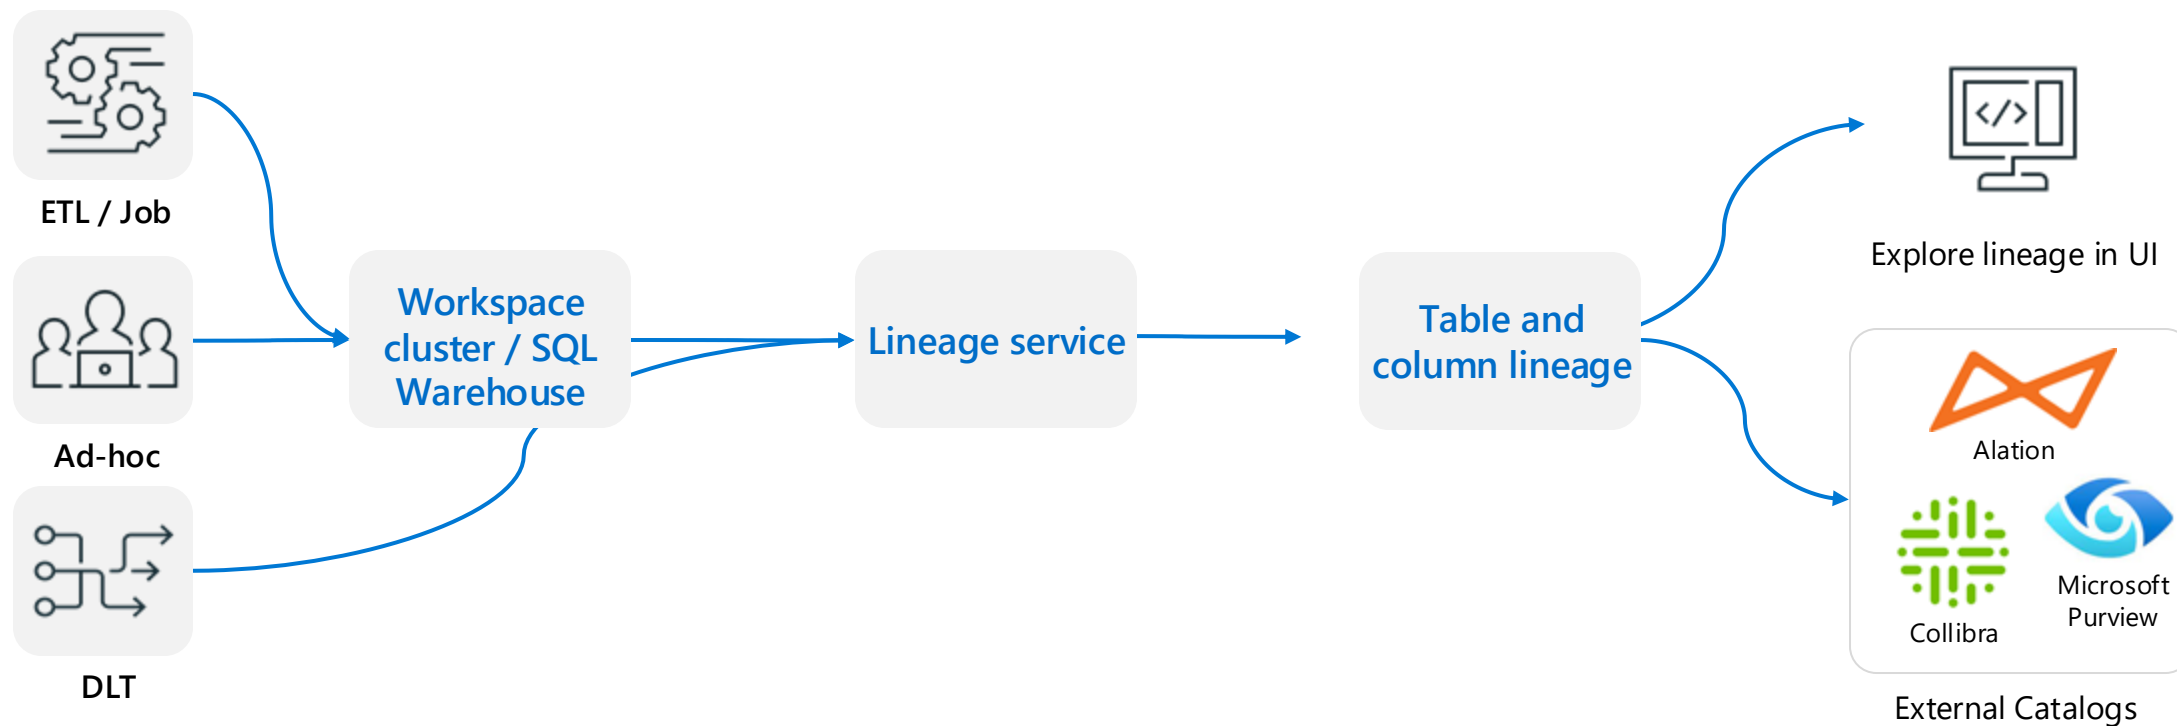 ETL / Job
Ad-hoc
DLT
Workspace
cluster / SQL
Warehouse
Lineage service
Table and
column lineage
</>
Explore lineage in UI
Alation
Collibra
Microsoft
Purview
External Catalogs